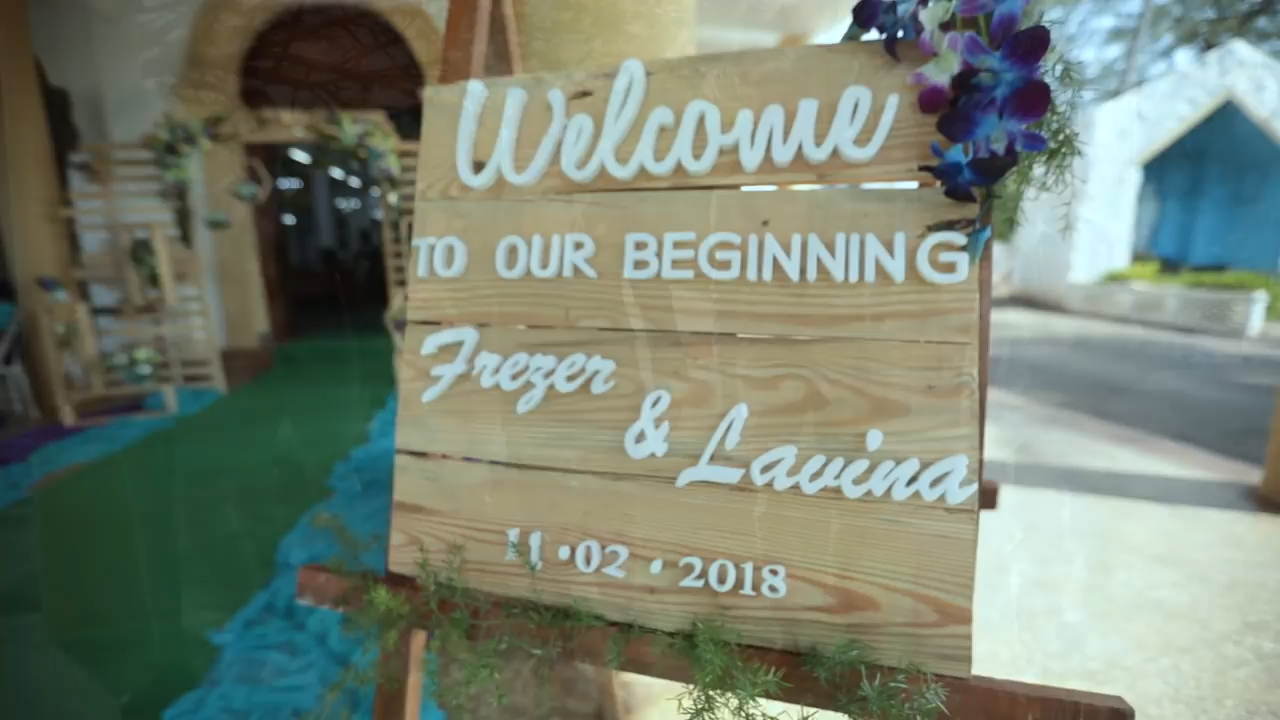 Welcome
TO OUR BEGINNING
Frezer
& Lavina
11•02•2018